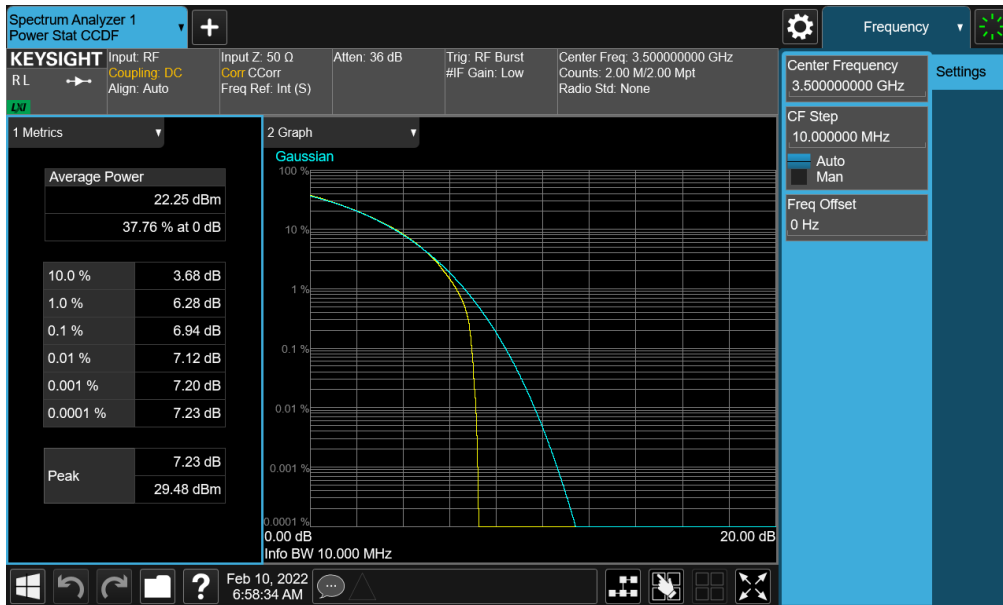 Spectrum Analyzer 1
Power Stat CCDF
Frequency
KEYSIGHT
R L
LXI
Input: RF
Coupling: DC
Align: Auto
Input Z: 50 Ω
Corr CCorr
Freq Ref: Int (S)
Atten: 36 dB
Trig: RF Burst
#IF Gain: Low
Center Freq: 3.500000000 GHz
Counts: 2.00 M/2.00 Mpt
Radio Std: None
Center Frequency
3.500000000 GHz
Settings
CF Step
10.000000 MHz
Auto
Man
Freq Offset
0 Hz
1 Metrics
Average Power
22.25 dBm
37.76 % at 0 dB
10.0 % 3.68 dB
1.0 % 6.28 dB
0.1 % 6.94 dB
0.01 % 7.12 dB
0.001 % 7.20 dB
0.0001 % 7.23 dB
Peak
7.23 dB
29.48 dBm
2 Graph
Gaussian
100 %
10 %
1 %
0.1 %
0.01 %
0.001 %
0.0001 %
0.00 dB 20.00 dB
Info BW 10.000 MHz
?
Feb 10, 2022
6:58:34 AM